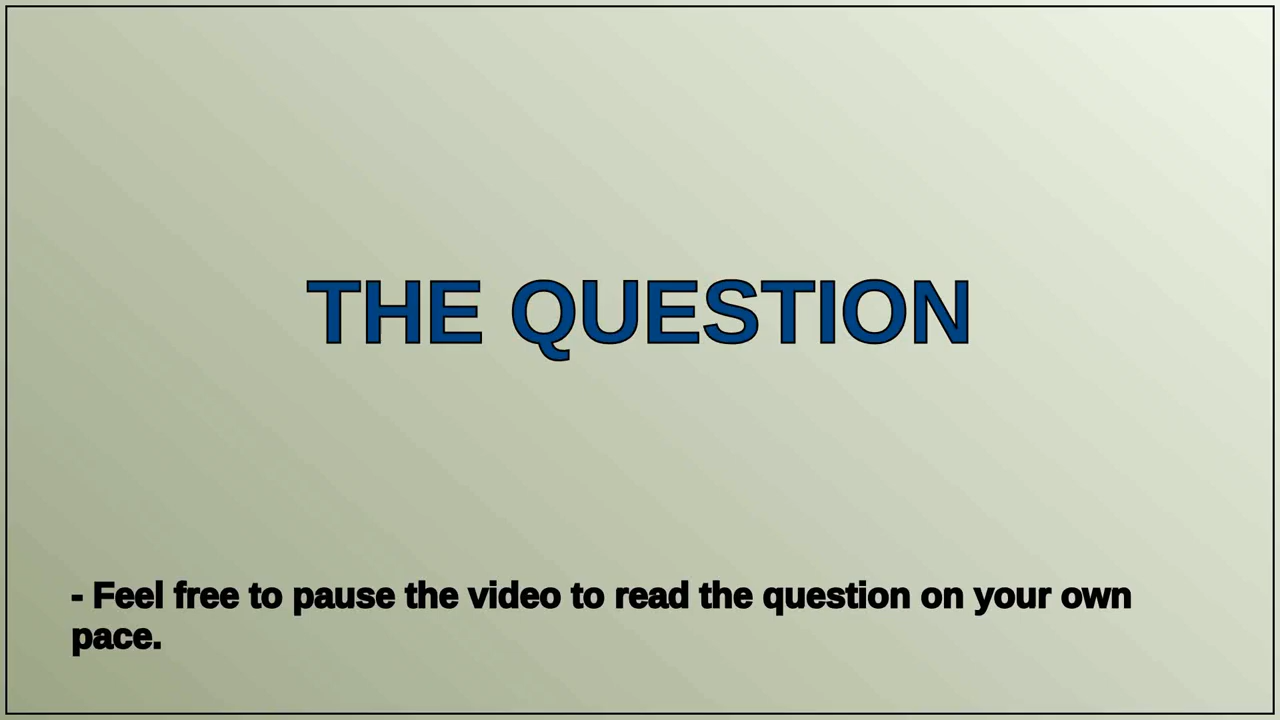 THE QUESTION
- Feel free to pause the video to read the question on your own
pace.